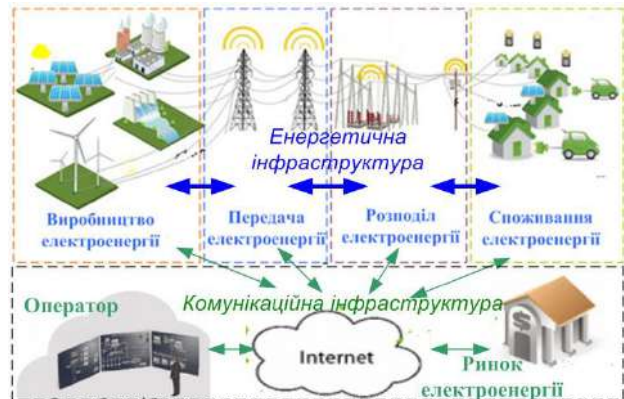 Енергетична
інфраструктура
Виробництво
електроенергії
Передача
електроенергії
Розподіл
електроенергії
Споживання
електроенергії
Оператор
Комунікаційна інфраструктура
Internet
Ринок
електроенергії